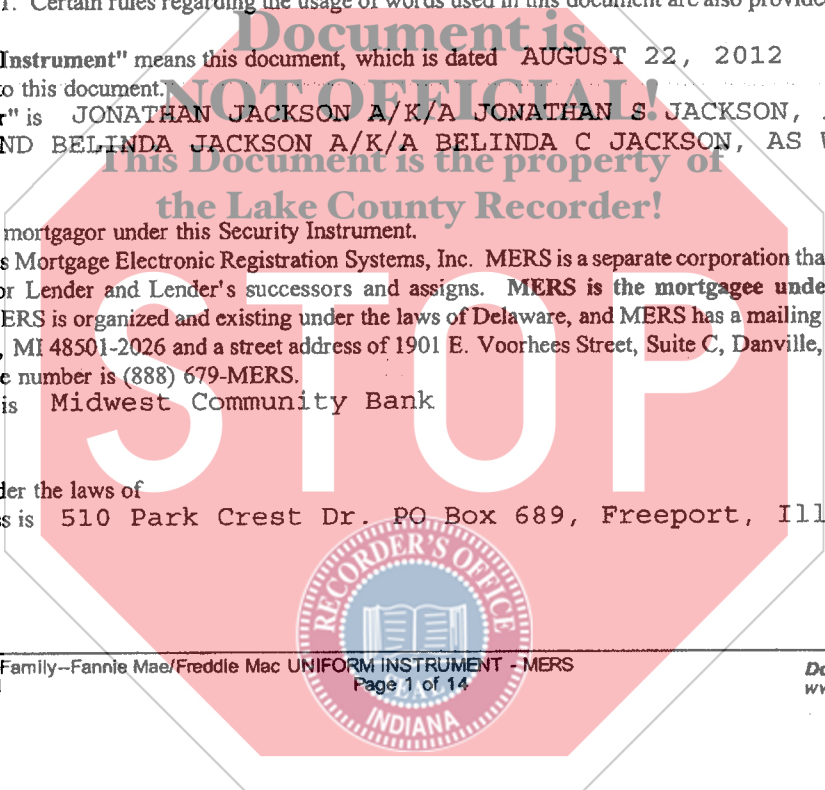 1. Certain rules regarding the usage of words used in this document are also provide
Document is
Instrument" means this document, which is dated AUGUST 22, 2012
to this document.
NOT OFFICIAL!
r" is JONATHAN JACKSON A/K/A JONATHAN S JACKSON,
ND BELINDA JACKSON A/K/A BELINDA C JACKSON, AS
This Document is the property of
the Lake County Recorder!
mortgagor under this Security Instrument.
s Mortgage Electronic Registration Systems, Inc. MERS is a separate corporation tha
or Lender and Lender's successors and assigns. MERS is the mortgagee unde
ERS is organized and existing under the laws of Delaware, and MERS has a mailing
, MI 48501-2026 and a street address of 1901 E. Voorhees Street, Suite C, Danville,
e number is (888) 679-MERS.
STOP
is Midwest Community Bank
der the laws of
s is 510 Park Crest Dr. PO Box 689, Freeport, Ill
RECORDER'S OFFICE
Family--Fannie Mae/Freddie Mac UNIFORM INSTRUMENT - MERS
Page 1 of 14
SEAL
INDIANA